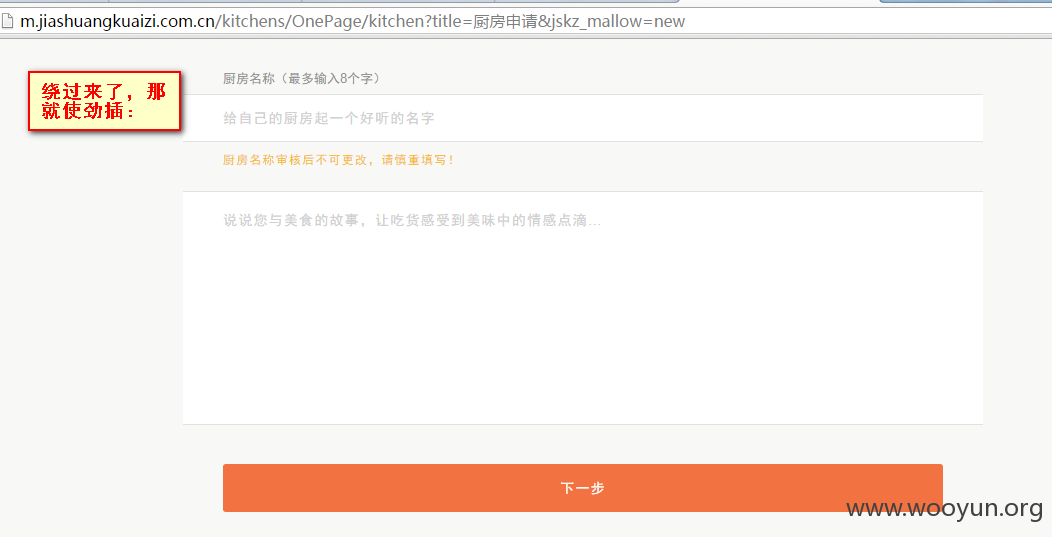 m.jiashuangkuaizi.com.cn/kitchens/OnePage/kitchen?title=厨房申请&jskz_mallow=new
绕过来了，那
就使劲插：
厨房名称（最多输入8个字）
给自己的厨房起一个好听的名字
厨房名称审核后不可更改，请慎重填写！
说说您与美食的故事，让吃货感受到美味中的情感点滴...
下一步
www.wooyun.org